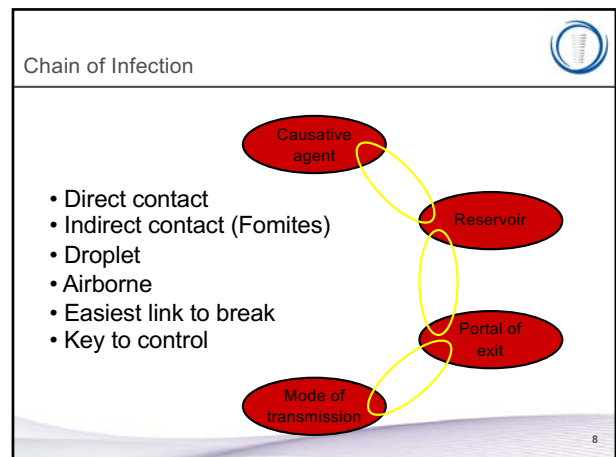 Chain of Infection
• Direct contact
• Indirect contact (Fomites)
• Droplet
• Airborne
• Easiest link to break
• Key to control
Causative
agent
Reservoir
Portal of
exit
Mode of
transmission
8